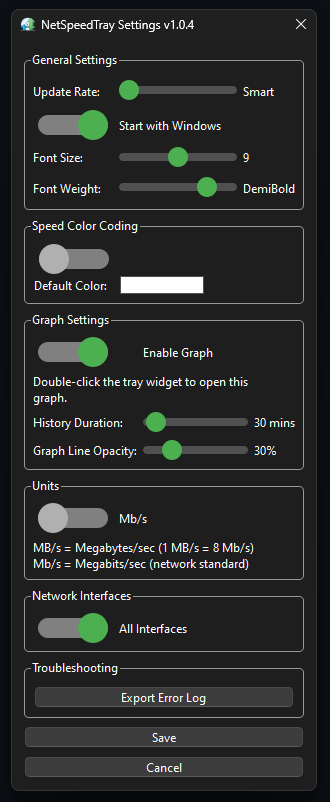 NetSpeedTray Settings v1.0.4
General Settings
Update Rate: Smart
Start with Windows
Font Size: 9
Font Weight: DemiBold
Speed Color Coding
Default Color:
Graph Settings
Enable Graph
Double-click the tray widget to open this
graph.
History Duration: 30 mins
Graph Line Opacity: 30%
Units
Mb/s
MB/s = Megabytes/sec (1 MB/s = 8 Mb/s)
Mb/s = Megabits/sec (network standard)
Network Interfaces
All Interfaces
Troubleshooting
Export Error Log
Save
Cancel